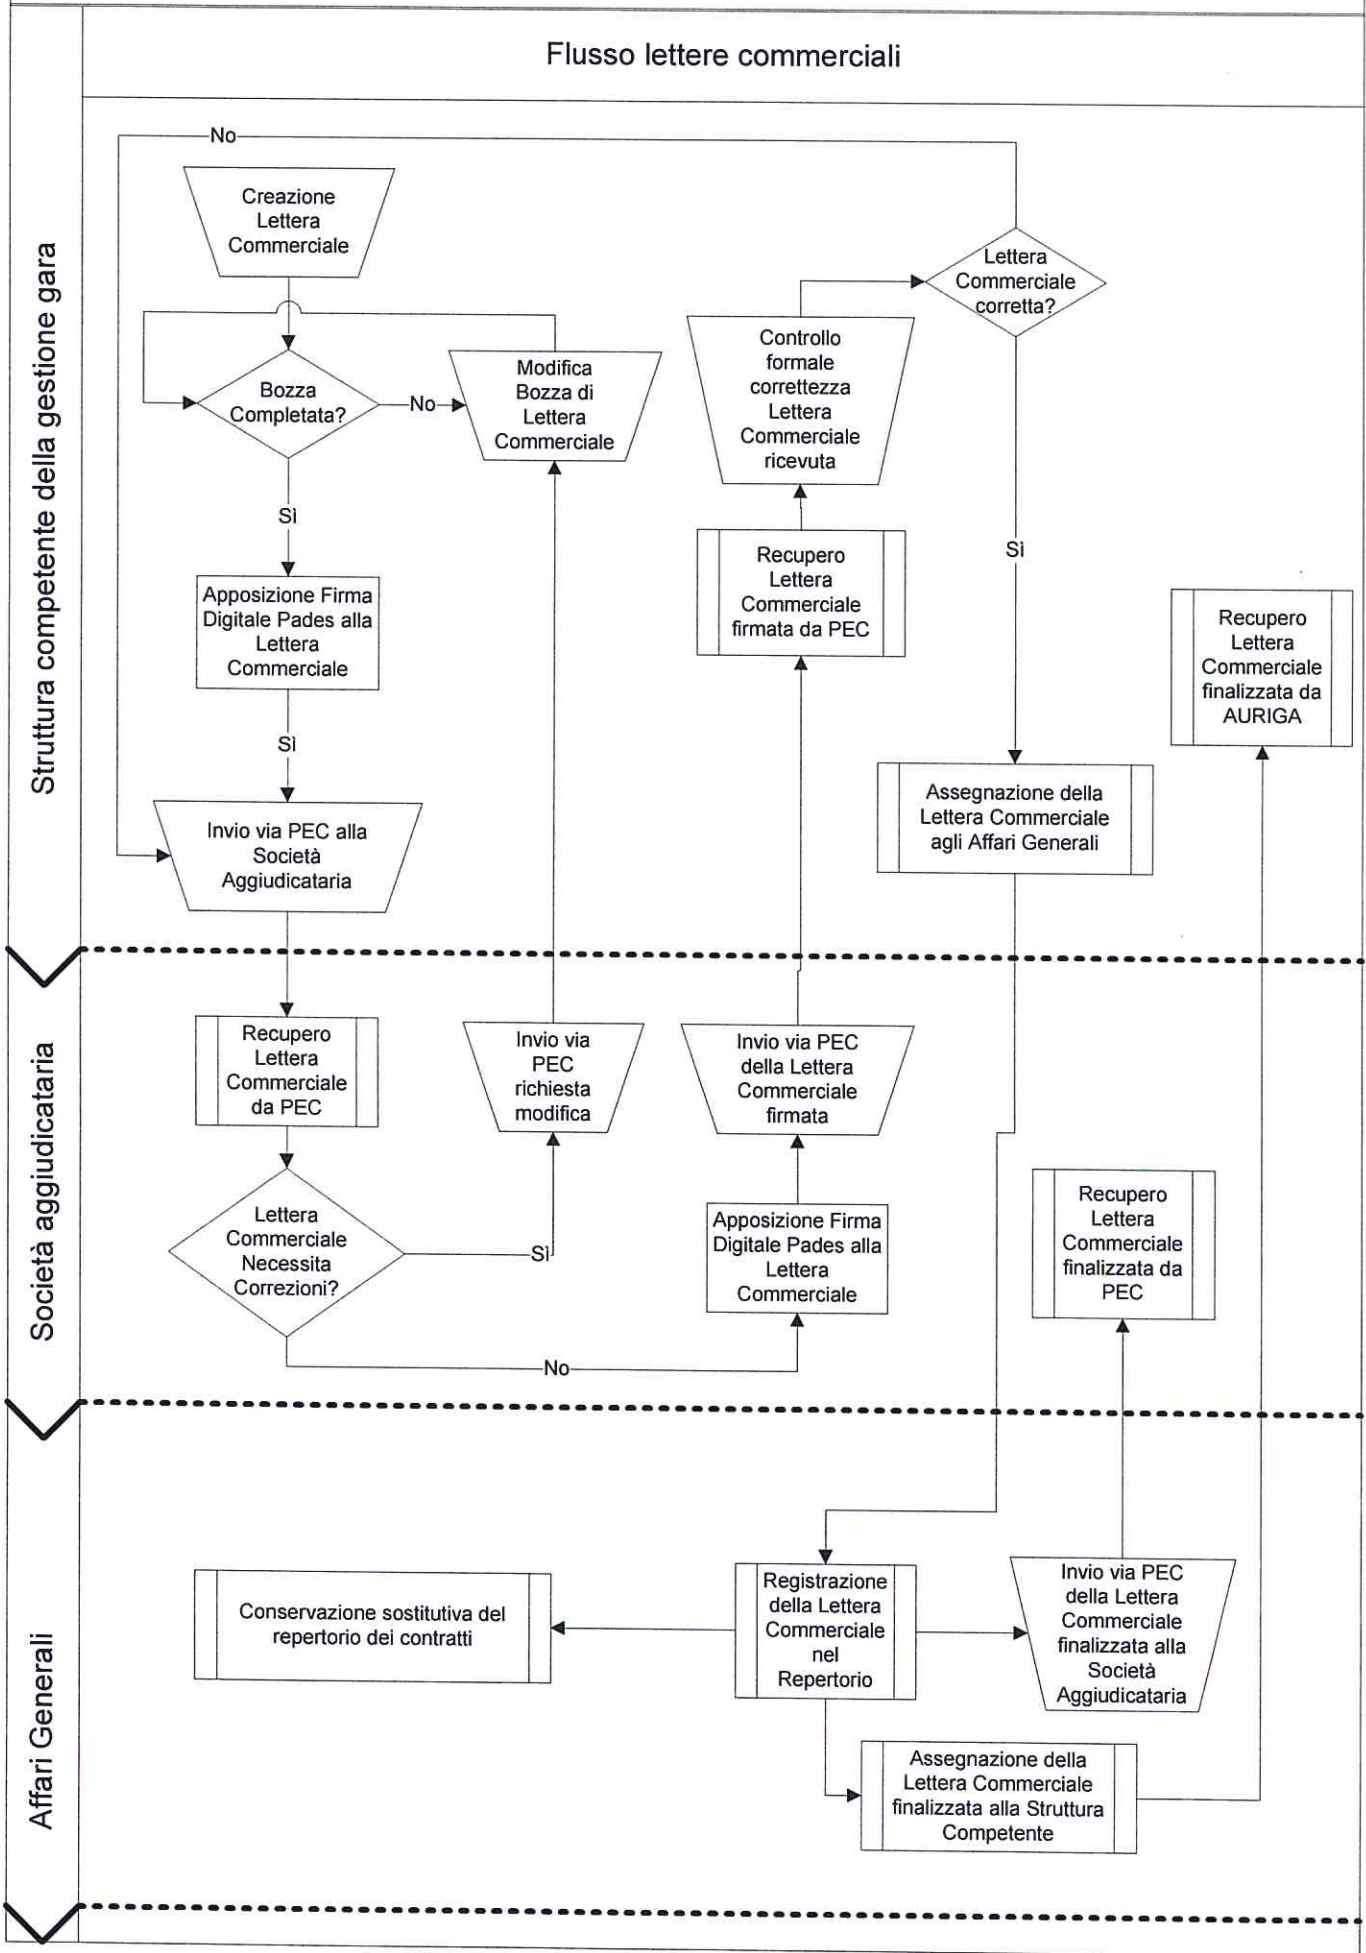 Flusso lettere commerciali
Struttura competente della gestione gara
No
Creazione
Lettera
Commerciale
Lettera
Commerciale
corretta?
Bozza
Completata?
No
Modifica
Bozza di
Lettera
Commerciale
Controllo
formale
correttezza
Lettera
Commerciale
ricevuta
Sì
Sì
Recupero
Lettera
Commerciale
firmata da PEC
Apposizione Firma
Digitale Pades alla
Lettera
Commerciale
Recupero
Lettera
Commerciale
finalizzata da
AURIGA
Sì
Invio via PEC alla
Società
Aggiudicataria
Assegnazione della
Lettera Commerciale
agli Affari Generali
Società aggiudicataria
Recupero
Lettera
Commerciale
da PEC
Invio via
PEC
richiesta
modifica
Invio via PEC
della Lettera
Commerciale
firmata
Lettera
Commerciale
Necessita
Correzioni?
Sì
Apposizione Firma
Digitale Pades alla
Lettera
Commerciale
Recupero
Lettera
Commerciale
finalizzata da
PEC
No
Affari Generali
Conservazione sostitutiva del
repertorio dei contratti
Registrazione
della Lettera
Commerciale
nel
Repertorio
Invio via PEC
della Lettera
Commerciale
finalizzata alla
Società
Aggiudicataria
Assegnazione della
Lettera Commerciale
finalizzata alla Struttura
Competente